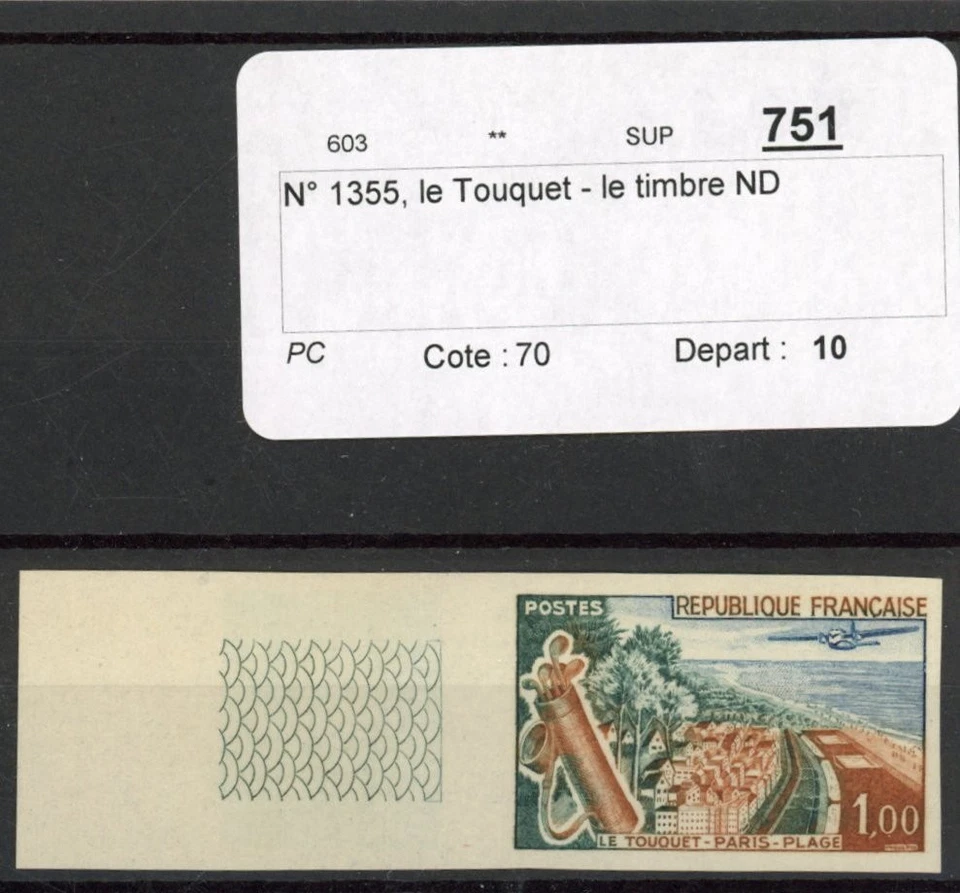 603 ** SUP 751
N° 1355, le Touquet - le timbre ND
PC Cote : 70 Depart : 10
POSTES REPUBLIQUE FRANÇAISE
1,00
LE TOUQUET-PARIS-PLAGE